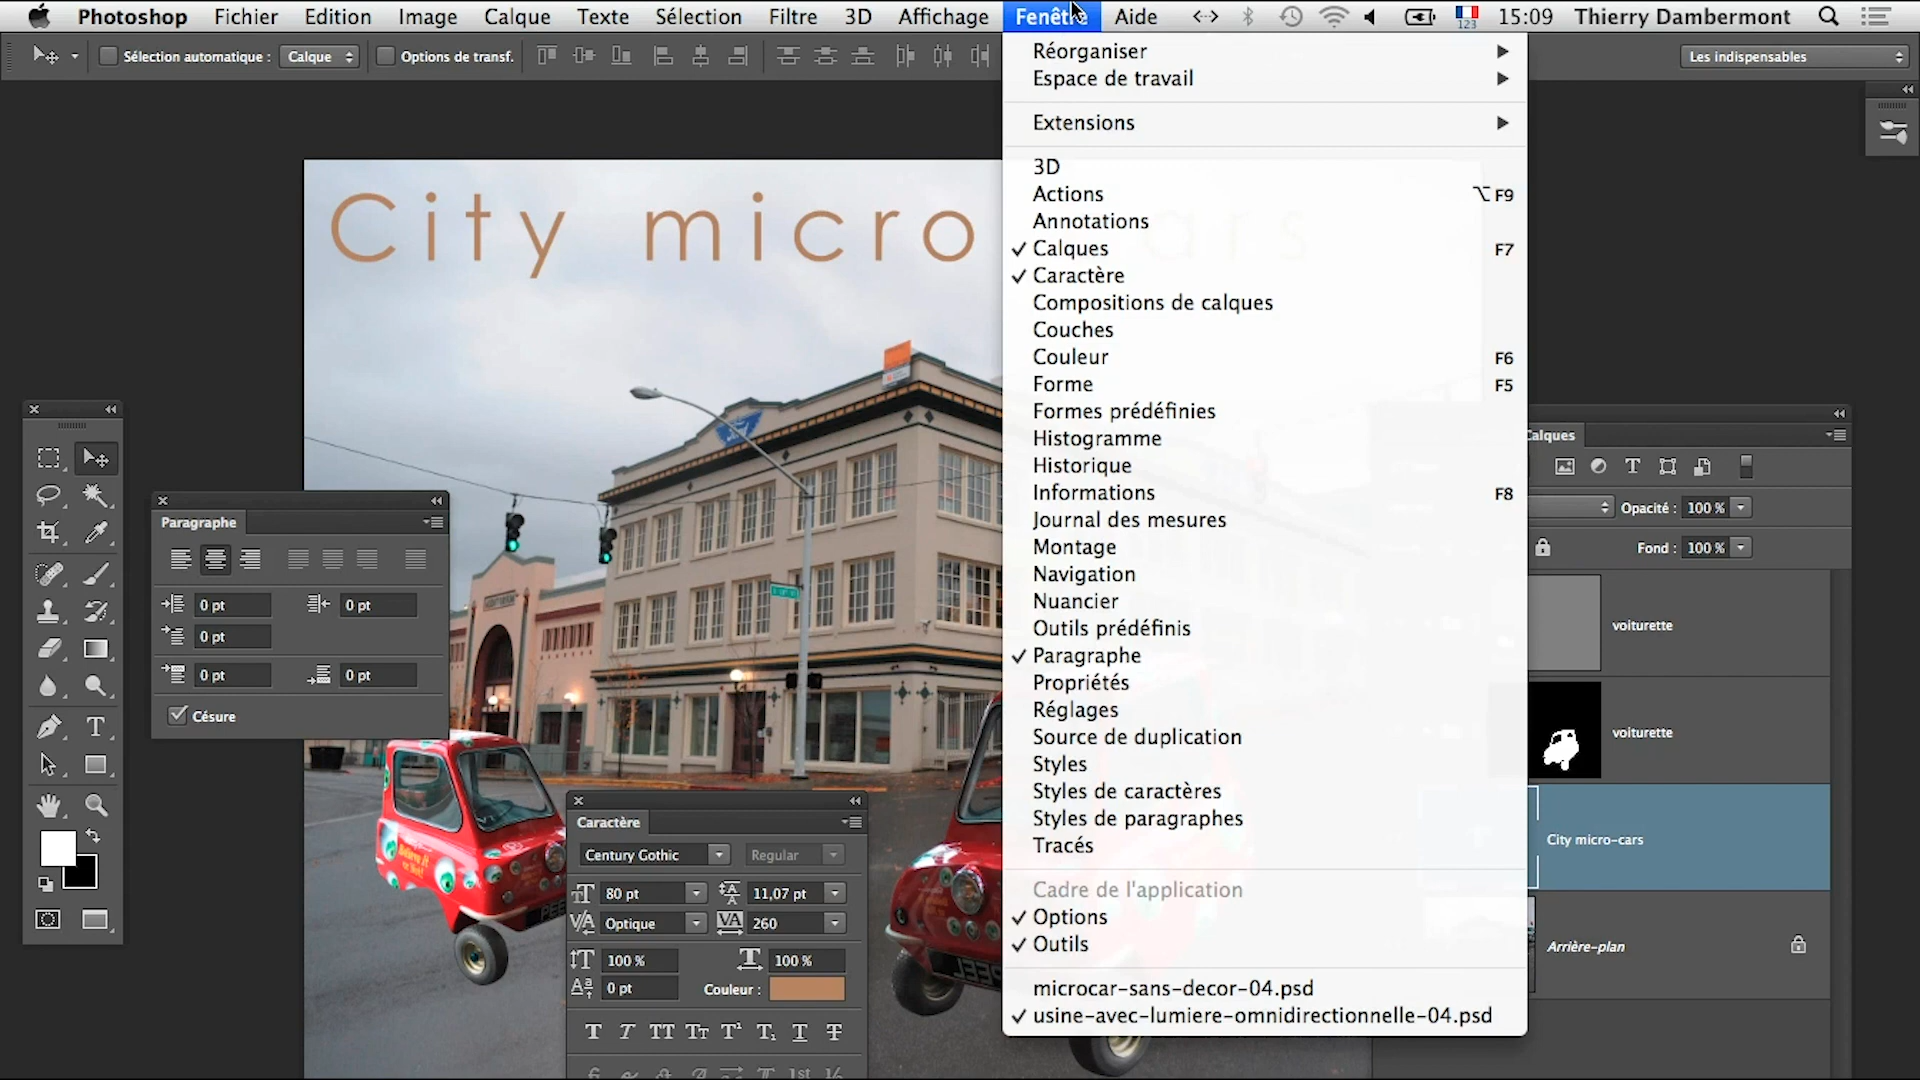 Photoshop Fichier Edition Image Calque Texte Sélection Filtre 3D Affichage Fenêtre Aide 123 15:09 Thierry Dambermont
Sélection automatique : Calque Options de transf. Les indispensables
Réorganiser
Espace de travail
Extensions
3D
Actions ⌥F9
Annotations
Calques F7
Caractère
Compositions de calques
Couches
Couleur F6
Forme F5
Formes prédéfinies
Histogramme
Historique
Informations F8
Journal des mesures
Montage
Navigation
Nuancier
Outils prédéfinis
Paragraphe
Propriétés
Réglages
Source de duplication
Styles
Styles de caractères
Styles de paragraphes
Tracés
Cadre de l'application
Options
Outils
microcar-sans-decor-04.psd
usine-avec-lumiere-omnidirectionnelle-04.psd
City micro ars
Paragraphe
0 pt 0 pt
0 pt
0 pt 0 pt
Césure
Caractère
Century Gothic Regular
80 pt 11,07 pt
Optique 260
100 % 100 %
0 pt Couleur :
Calques
Opacité : 100 %
Fond : 100 %
voiturette
voiturette
City micro-cars
Arrière-plan